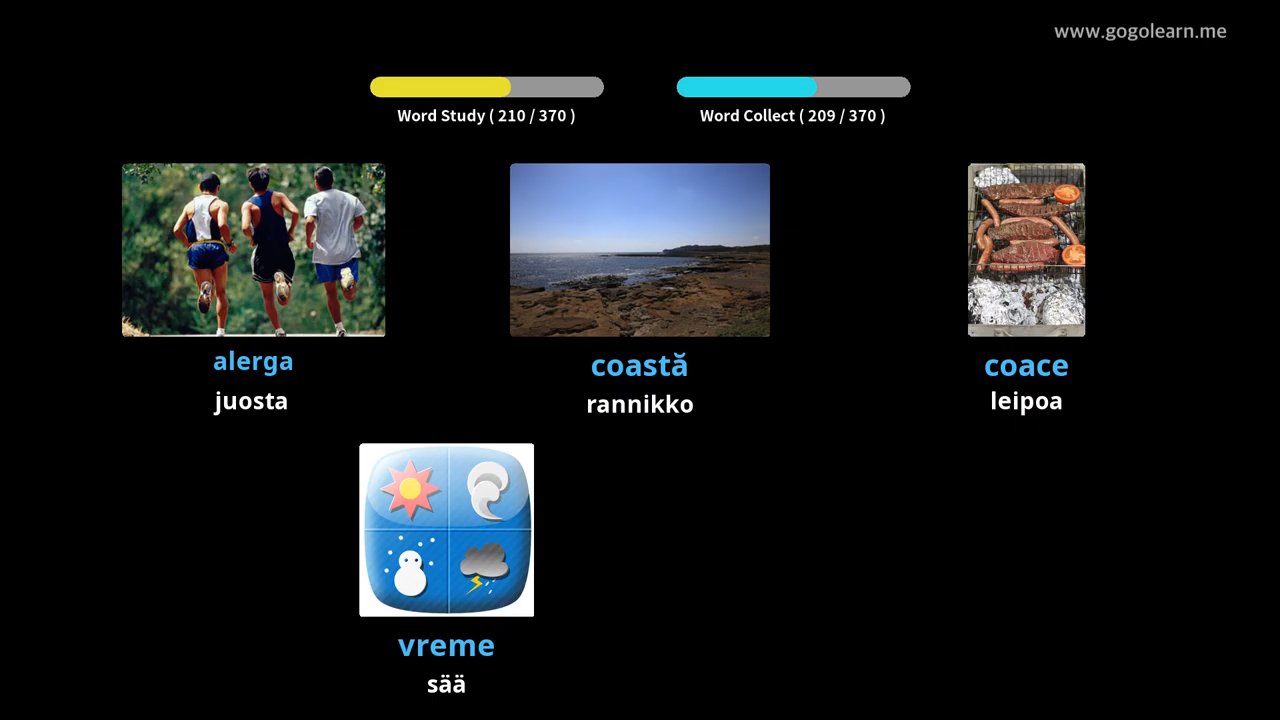 www.gogolearn.me
Word Study ( 210 / 370 )
Word Collect ( 209 / 370 )
alerga
juosta
coastă
rannikko
coace
leipoa
vreme
sää